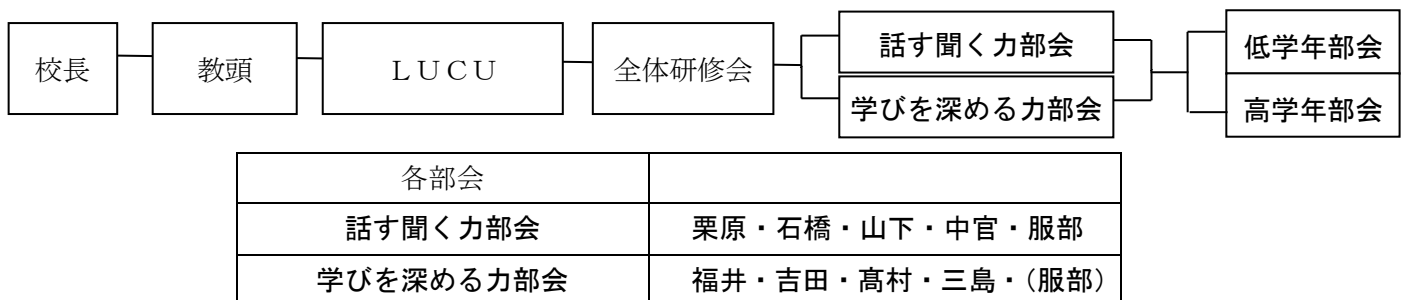 校長
教頭
ＬＵＣＵ
全体研修会
話す聞く力部会
学びを深める力部会
低学年部会
高学年部会
各部会
話す聞く力部会 栗原・石橋・山下・中官・服部
学びを深める力部会 福井・吉田・髙村・三島・（服部）